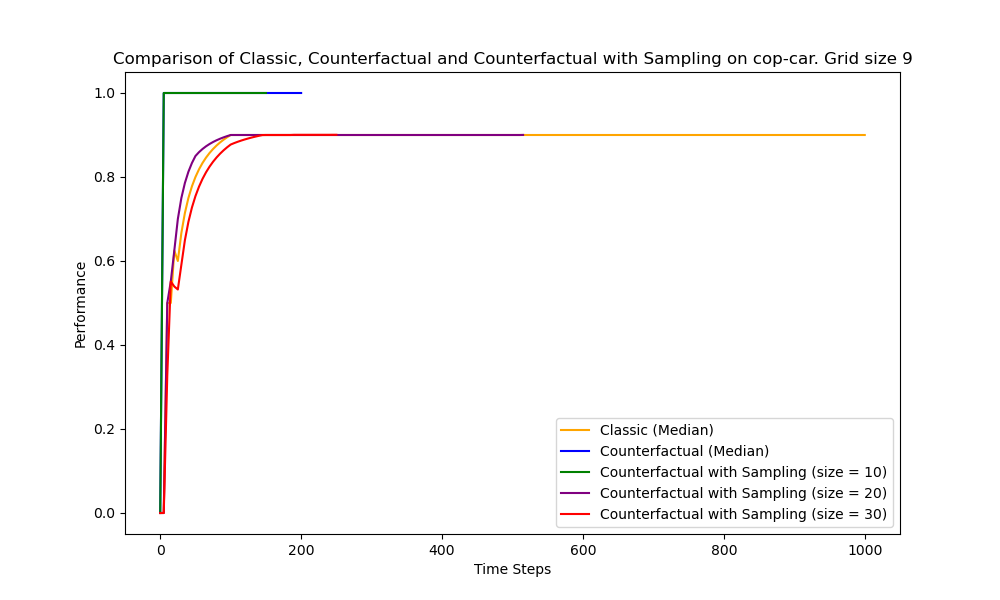 Comparison of Classic, Counterfactual and Counterfactual with Sampling on cop-car. Grid size 9
1.0
0.8
0.6
0.4
0.2
0.0
Performance
0 200 400 600 800 1000
Time Steps
Classic (Median)
Counterfactual (Median)
Counterfactual with Sampling (size = 10)
Counterfactual with Sampling (size = 20)
Counterfactual with Sampling (size = 30)